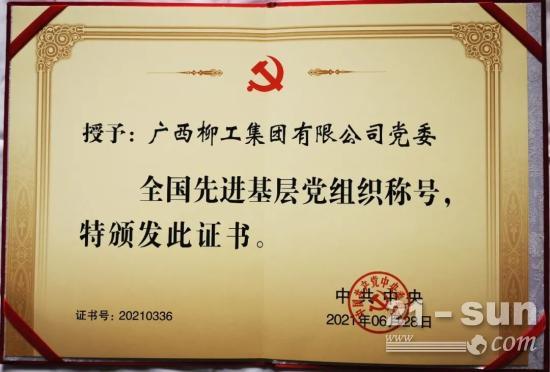 授予：广西柳工集团有限公司党委
全国先进基层党组织称号，
特颁发此证书。
中共中央
2021年06月28日
证书号：20210336
21-sun
.com